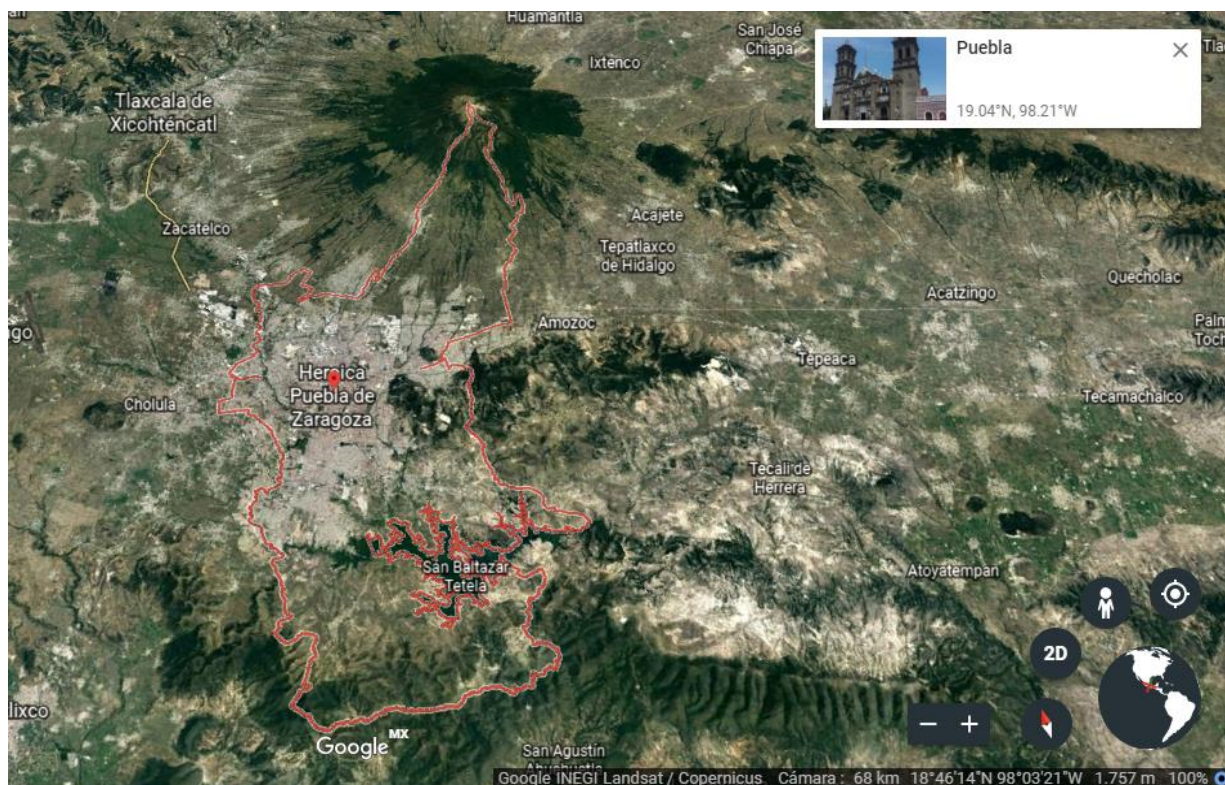 Huamantla
San José
Chiapa
Ixtenco
Puebla
19.04°N, 98.21°W
Tlaxcala de
Xicohténcatl
Zacatelco
Acajete
Tepatlaxco
de Hidalgo
Quecholac
Acatzingo
Amozoc
Tepeaca
Heroica
Puebla de
Zaragoza
Cholula
Tecamachalco
Tecali de
Herrera
San Baltazar
Tetela
Atoyatempan
2D
Google MX
San Agustín
Google INEGI Landsat / Copernicus Cámara : 68 km 18°46'14"N 98°03'21"W 1.757 m 100%